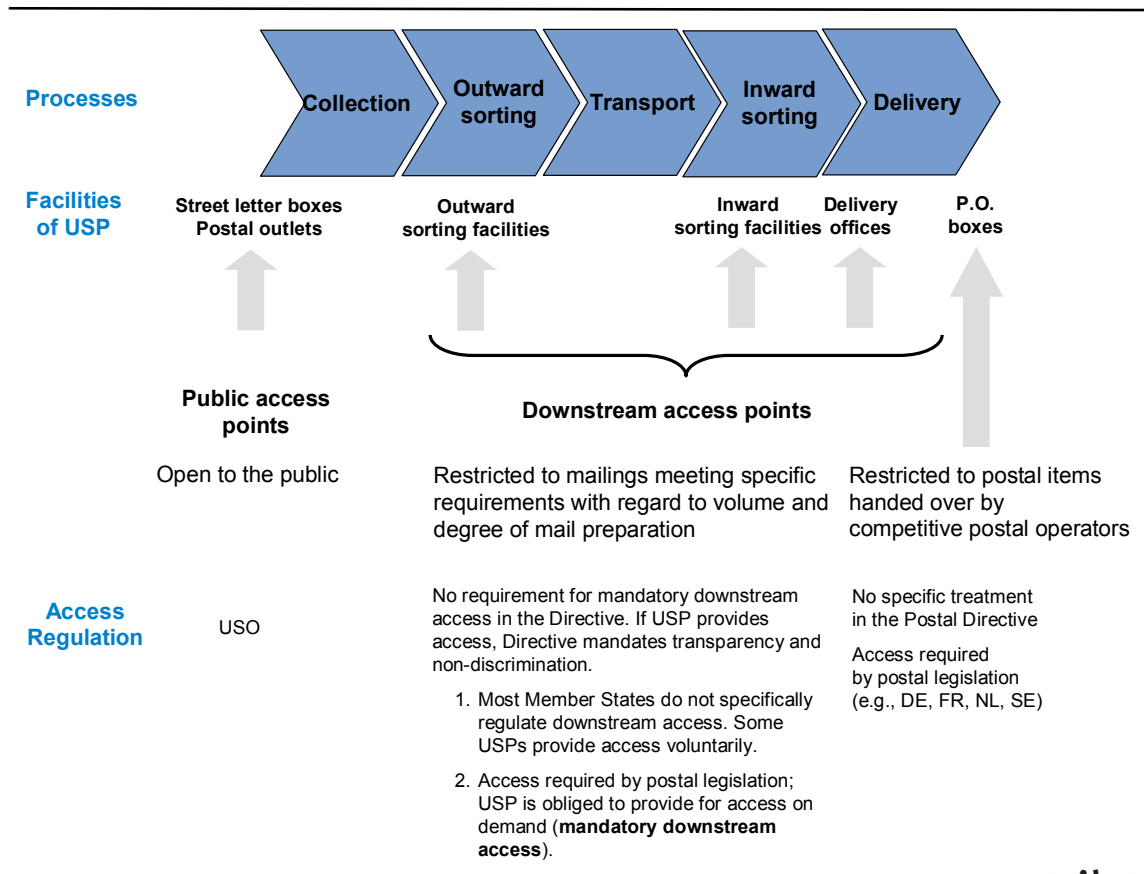 Processes
Collection
Outward
sorting
Transport
Inward
sorting
Delivery
Facilities
of USP
Street letter boxes
Postal outlets
Outward
sorting facilities
Inward
sorting facilities
Delivery
offices
P.O.
boxes
Public access
points
Downstream access points
Open to the public
Restricted to mailings meeting specific
requirements with regard to volume and
degree of mail preparation
Restricted to postal items
handed over by
competitive postal operators
Access
Regulation
USO
No requirement for mandatory downstream
access in the Directive. If USP provides
access, Directive mandates transparency and
non-discrimination.
1. Most Member States do not specifically
regulate downstream access. Some
USPs provide access voluntarily.
2. Access required by postal legislation;
USP is obliged to provide for access on
demand (mandatory downstream
access).
No specific treatment
in the Postal Directive
Access required
by postal legislation
(e.g., DE, FR, NL, SE)